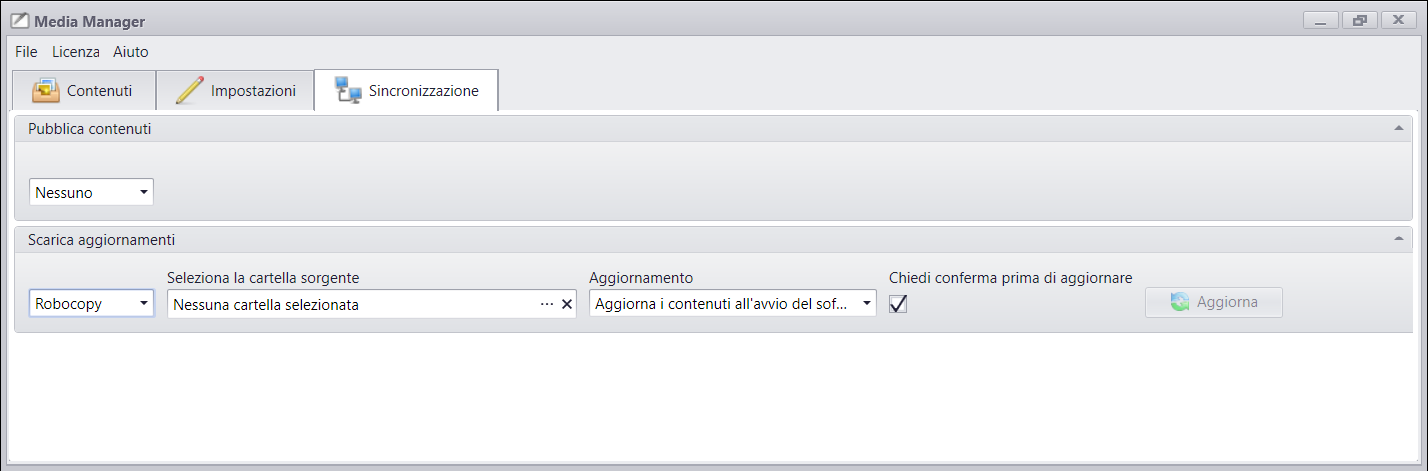 Media Manager
File Licenza Aiuto
Contenuti Impostazioni Sincronizzazione
Pubblica contenuti
Nessuno
Scarica aggiornamenti
Seleziona la cartella sorgente Aggiornamento Chiedi conferma prima di aggiornare
Robocopy Nessuna cartella selezionata ... Aggiorna i contenuti all'avvio del sof... Aggiorna